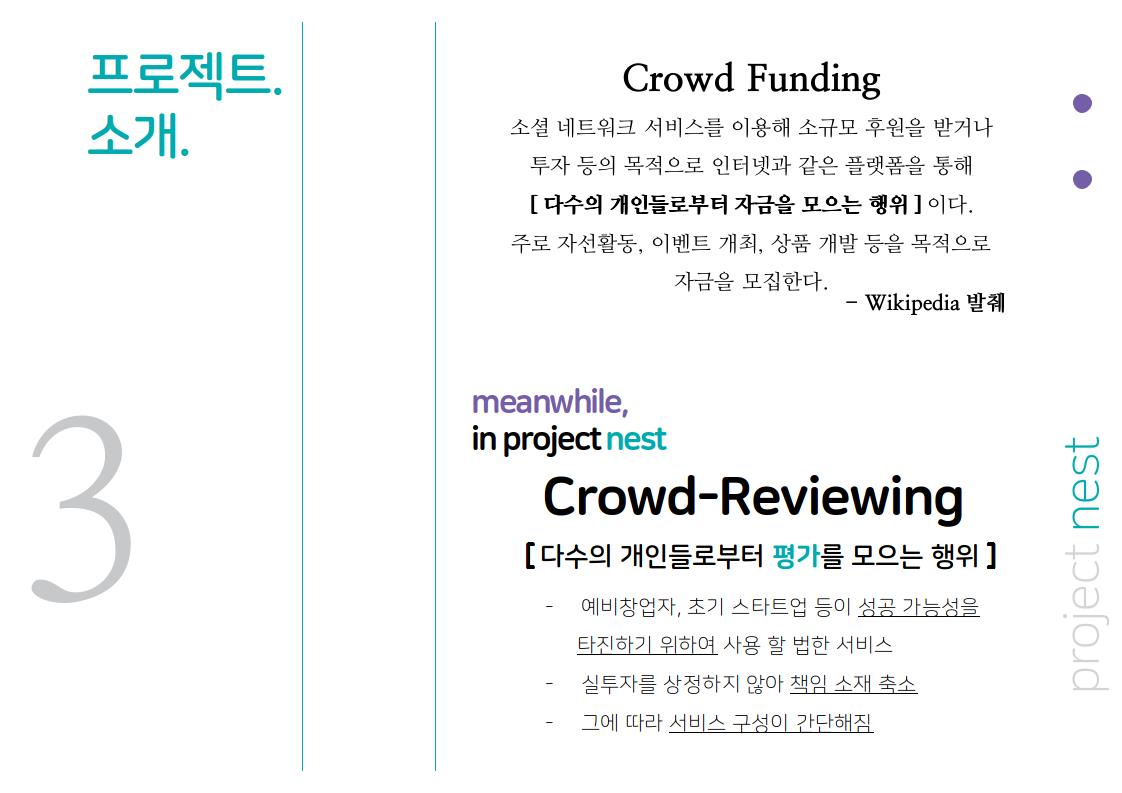 프로젝트.
소개.
3
Crowd Funding
소셜 네트워크 서비스를 이용해 소규모 후원을 받거나
투자 등의 목적으로 인터넷과 같은 플랫폼을 통해
[ 다수의 개인들로부터 자금을 모으는 행위 ] 이다.
주로 자선활동, 이벤트 개최, 상품 개발 등을 목적으로
자금을 모집한다.
- Wikipedia 발췌
meanwhile,
in project nest
Crowd-Reviewing
[ 다수의 개인들로부터 평가를 모으는 행위 ]
- 예비창업자, 초기 스타트업 등이 성공 가능성을
타진하기 위하여 사용 할 법한 서비스
- 실투자를 상정하지 않아 책임 소재 축소
- 그에 따라 서비스 구성이 간단해짐
project nest